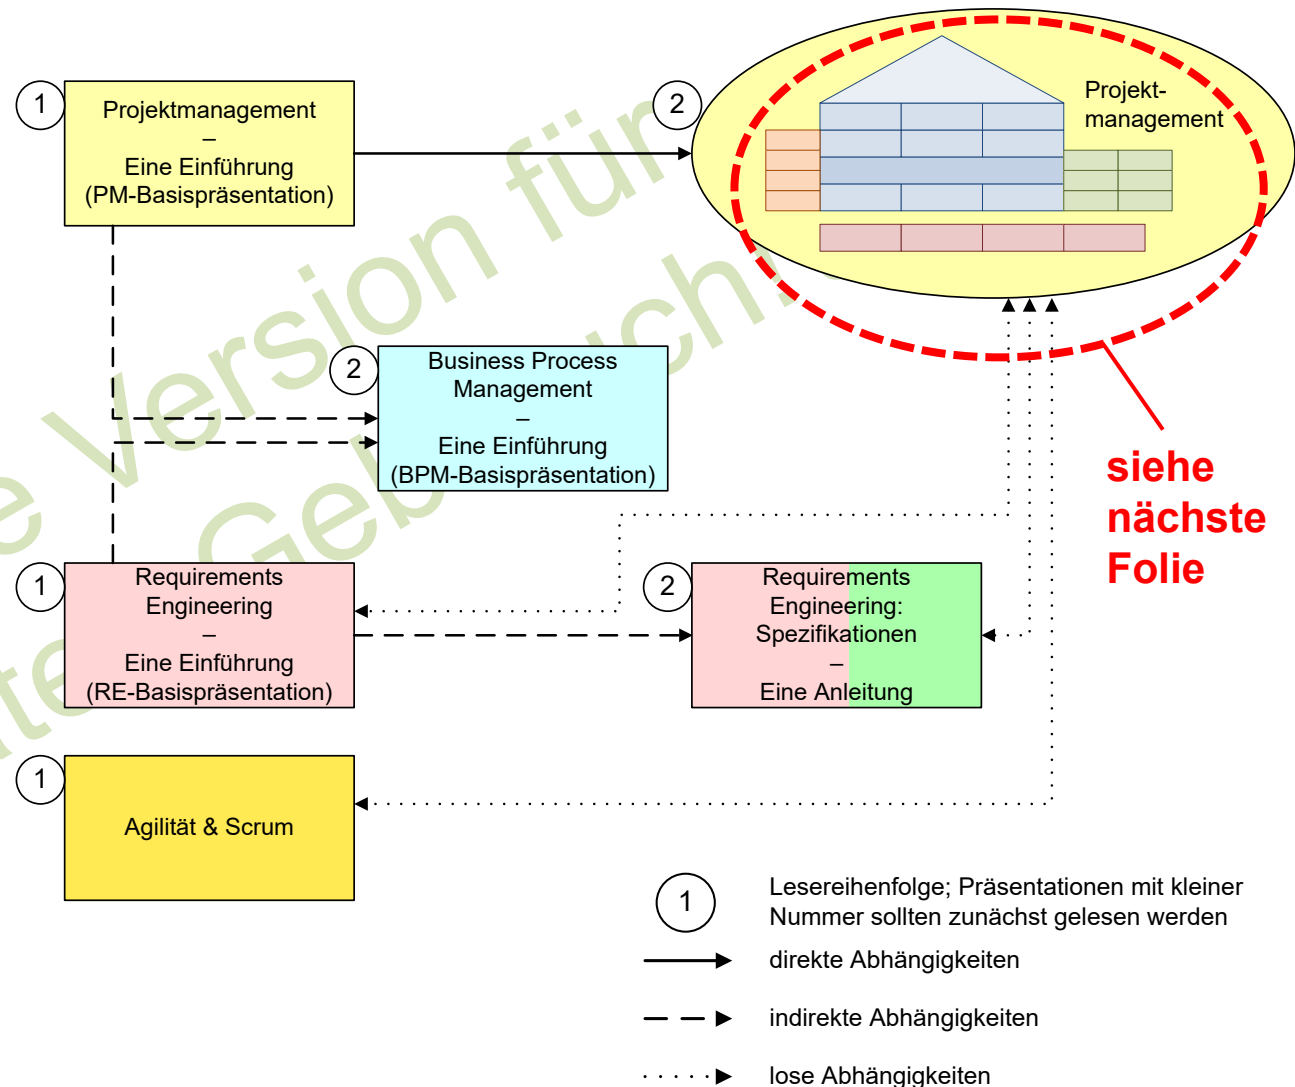 1
Projektmanagement
–
Eine Einführung
(PM-Basispräsentation)
2
Projekt-
management
2
Business Process
Management
–
Eine Einführung
(BPM-Basispräsentation)
siehe
nächste
Folie
1
Requirements
Engineering
–
Eine Einführung
(RE-Basispräsentation)
2
Requirements
Engineering:
Spezifikationen
–
Eine Anleitung
1
Agilität & Scrum
1
Lesereihenfolge; Präsentationen mit kleiner
Nummer sollten zunächst gelesen werden
direkte Abhängigkeiten
indirekte Abhängigkeiten
lose Abhängigkeiten
Version für